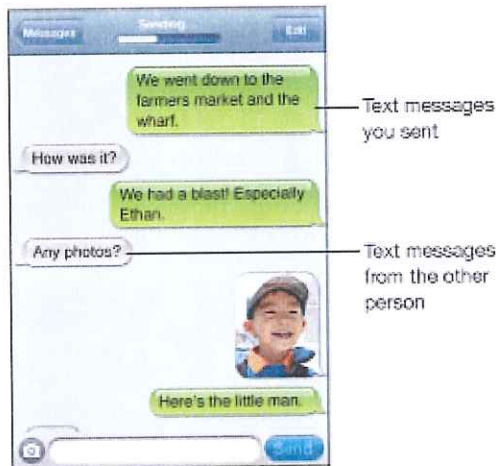 Sending...
Messages
Edit
We went down to the
farmers market and the
wharf.
Text messages
you sent
How was it?
We had a blast! Especially
Ethan.
Any photos?
Text messages
from the other
person
Here's the little man.
Send